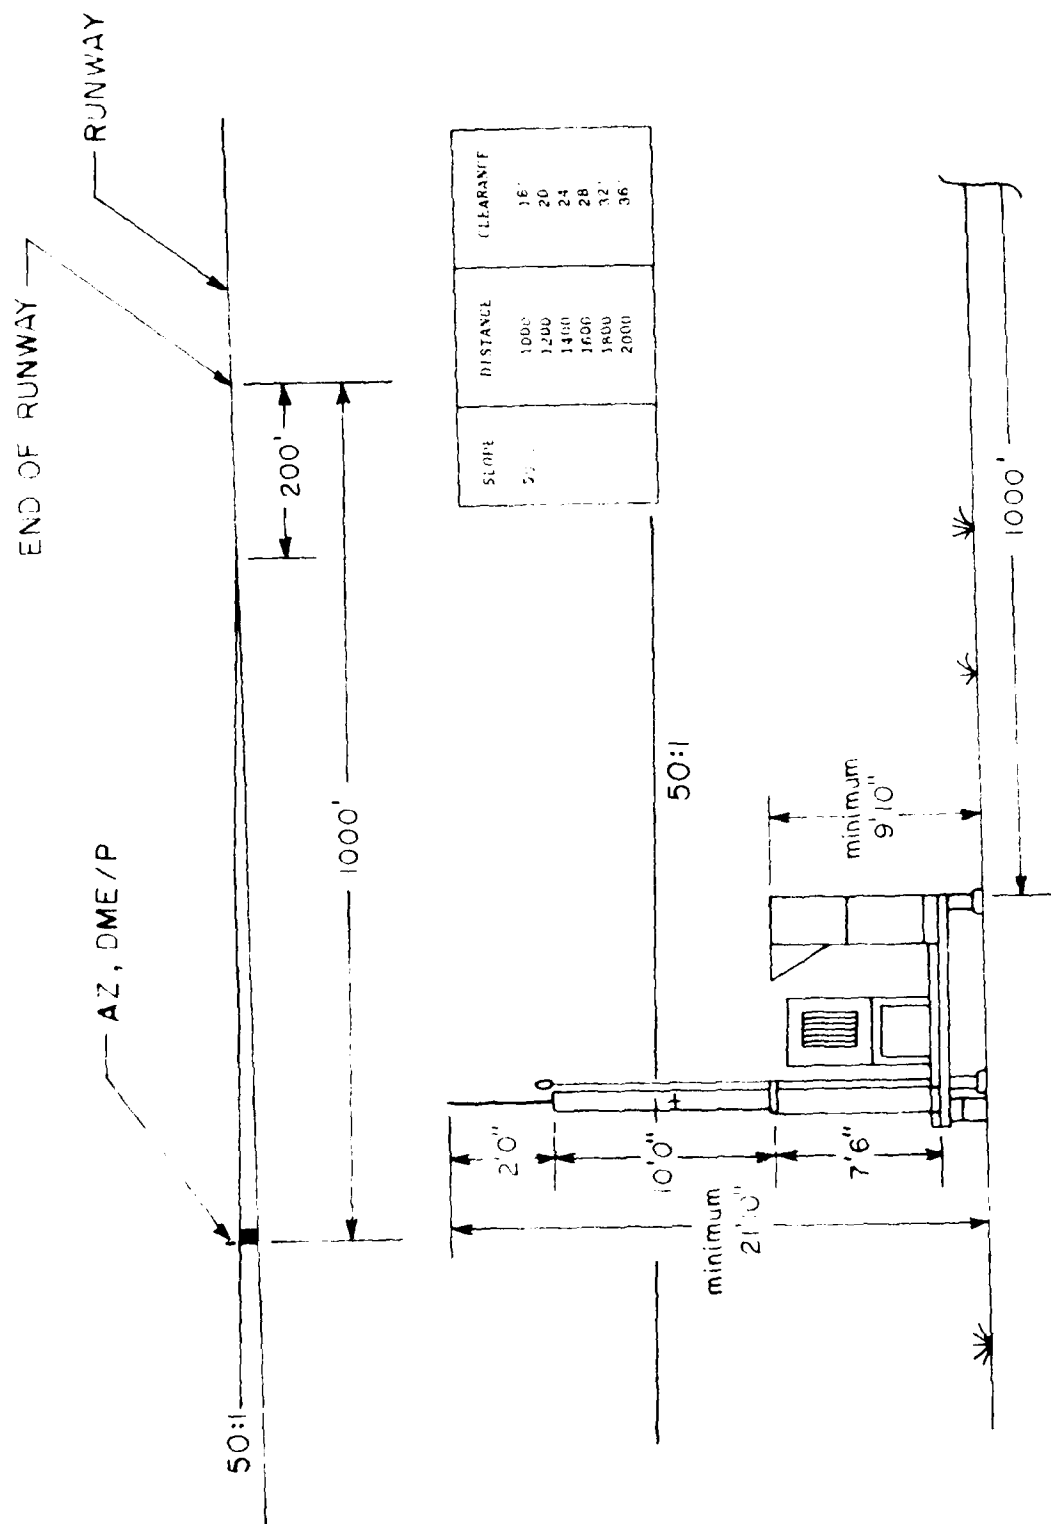 END OF RUNWAY
RUNWAY
AZ, DME/P
200'
1000'
50:1
SLOPE DISTANCE CLEARANCE
1000 16'
1200 20
1400 24
1600 28
1800 32'
2000 36'
50:1
2'0"
10'0"
7'6"
minimum
21'10"
minimum
9'10"
1000'